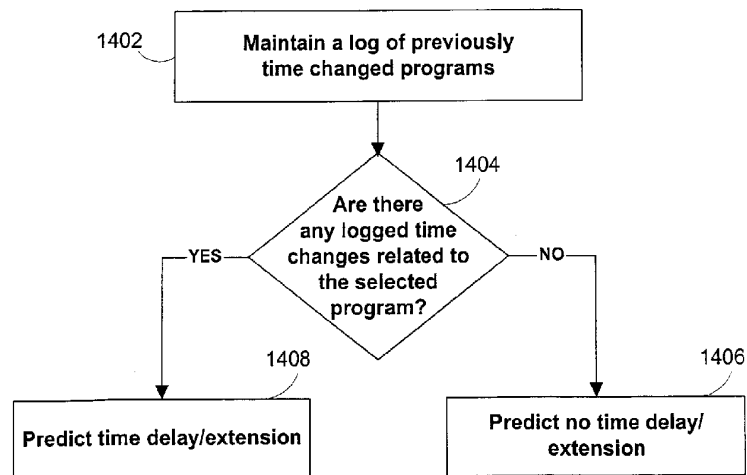 1402
Maintain a log of previously
time changed programs
1404
Are there
any logged time
changes related to
the selected
program?
YES
NO
1408
Predict time delay/extension
1406
Predict no time delay/
extension